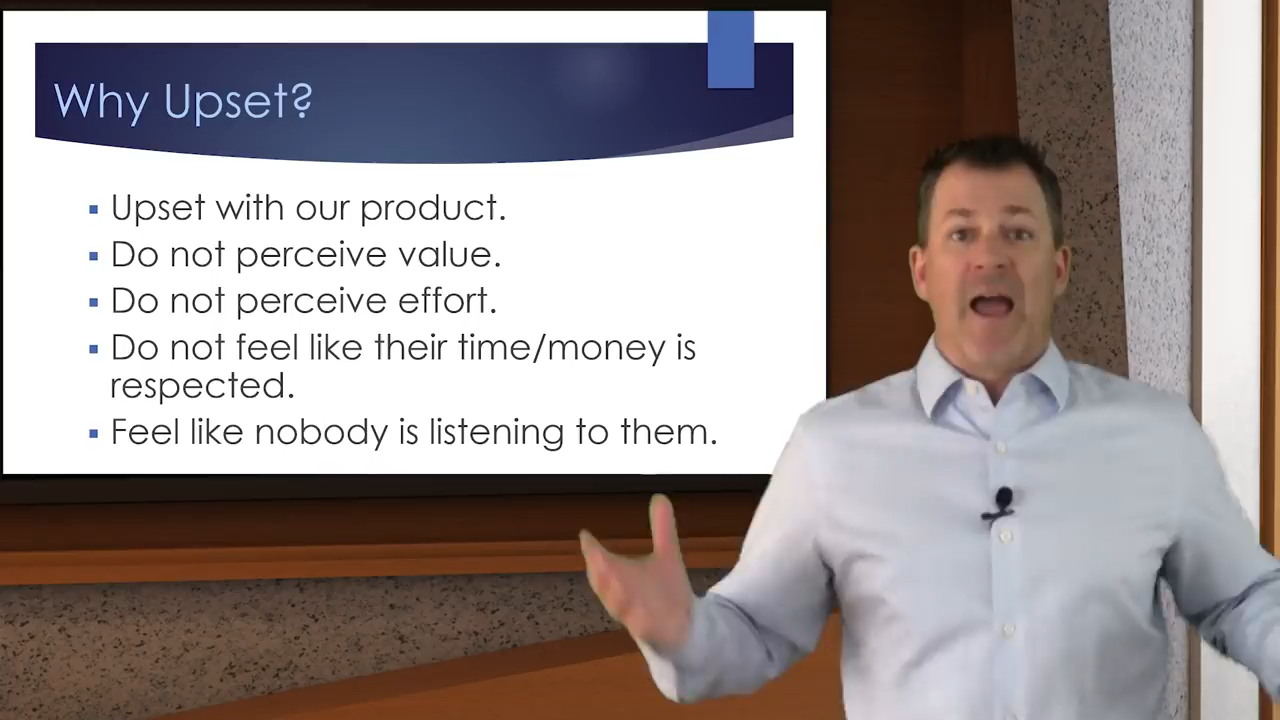 Why Upset?
Upset with our product.
Do not perceive value.
Do not perceive effort.
Do not feel like their time/money is
respected.
Feel like nobody is listening to them.